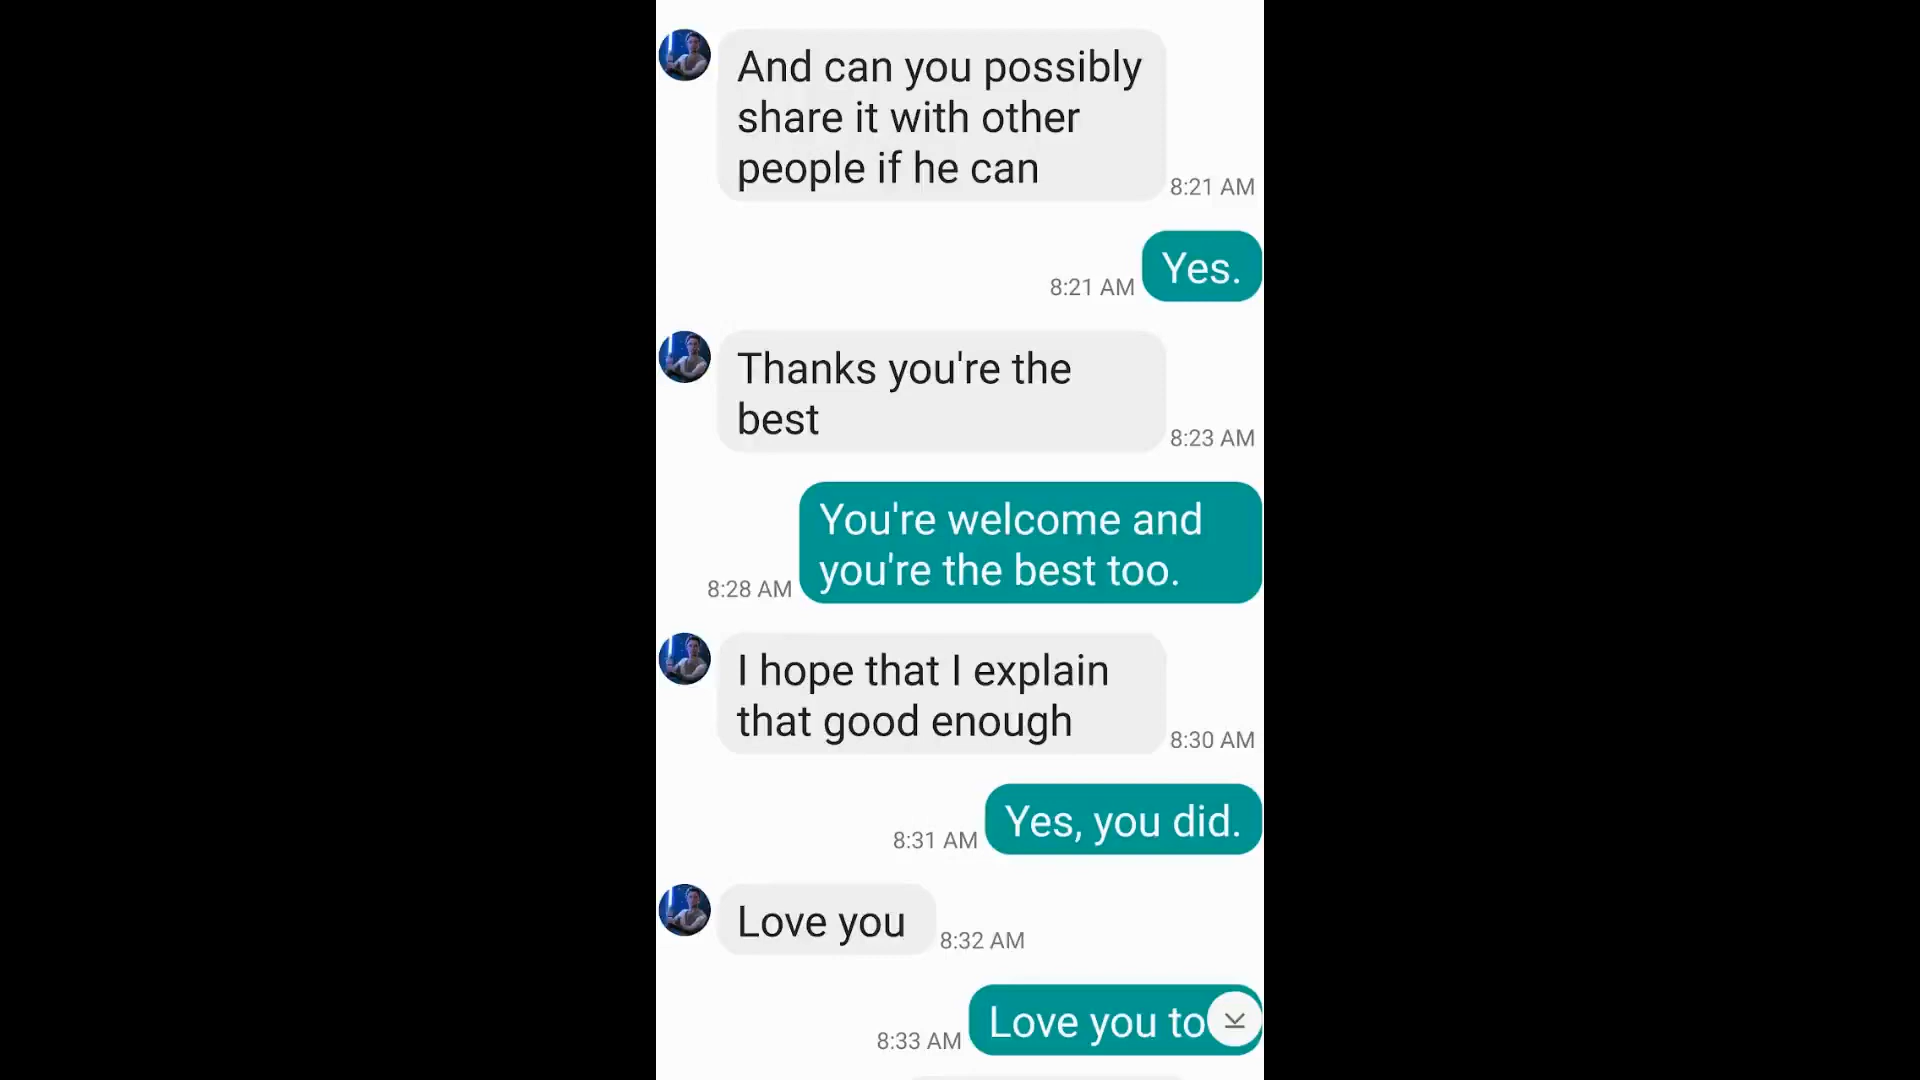 And can you possibly
share it with other
people if he can
8:21 AM
Yes.
8:21 AM
Thanks you're the
best
8:23 AM
You're welcome and
you're the best too.
8:28 AM
I hope that I explain
that good enough
8:30 AM
Yes, you did.
8:31 AM
Love you
8:32 AM
Love you to
8:33 AM